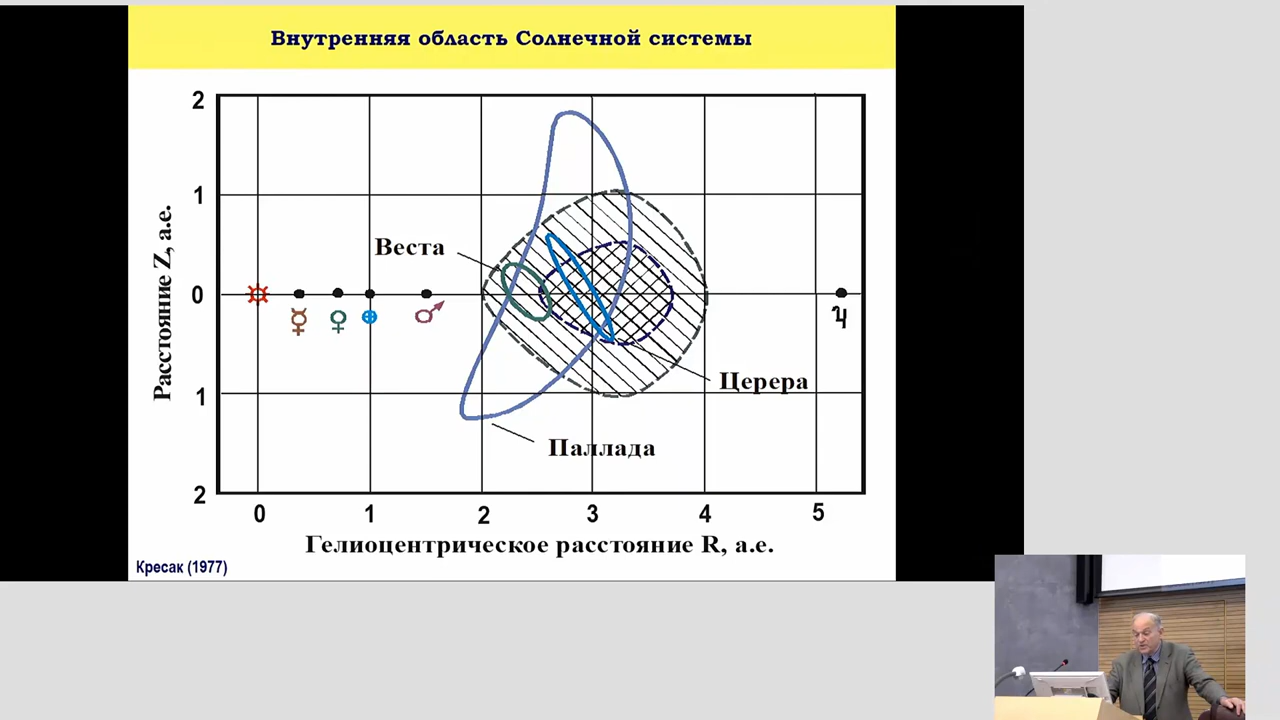 Внутренняя область Солнечной системы
2
1
0
1
2
Расстояние Z, а.е.
Веста
Церера
Паллада
0 1 2 3 4 5
Гелиоцентрическое расстояние R, а.е.
Кресак (1977)